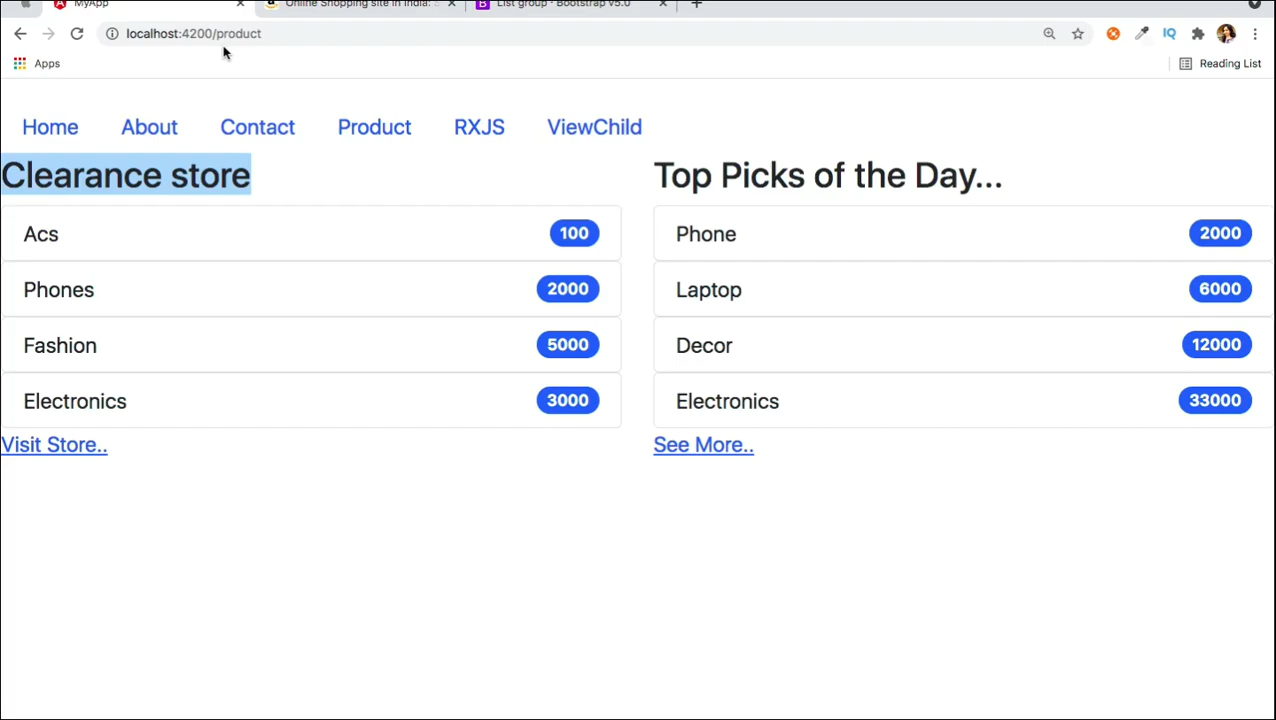 MyApp
Online Shopping site in India: S
List group · Bootstrap v5.0
localhost:4200/product
IQ
Apps
Reading List
Home About Contact Product RXJS ViewChild
Clearance store
Acs 100
Phones 2000
Fashion 5000
Electronics 3000
Visit Store..
Top Picks of the Day...
Phone 2000
Laptop 6000
Decor 12000
Electronics 33000
See More..